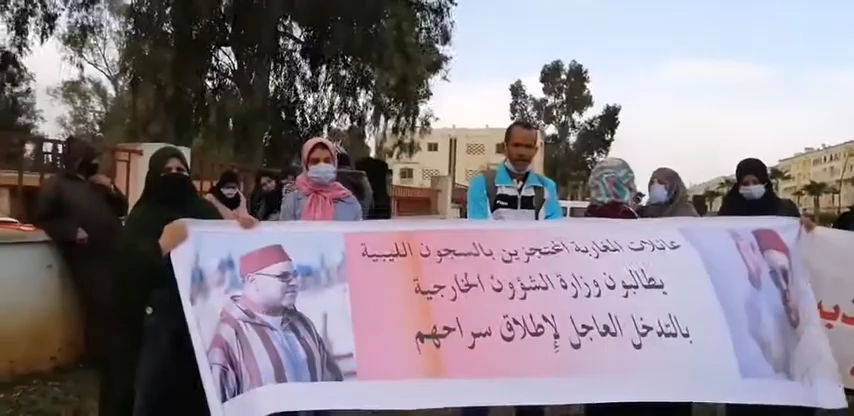 عائلات المغاربة المحتجزين بالسجون الليبية
يطالبون وزارة الشؤون الخارجية
بالتدخل العاجل لإطلاق سراحهم